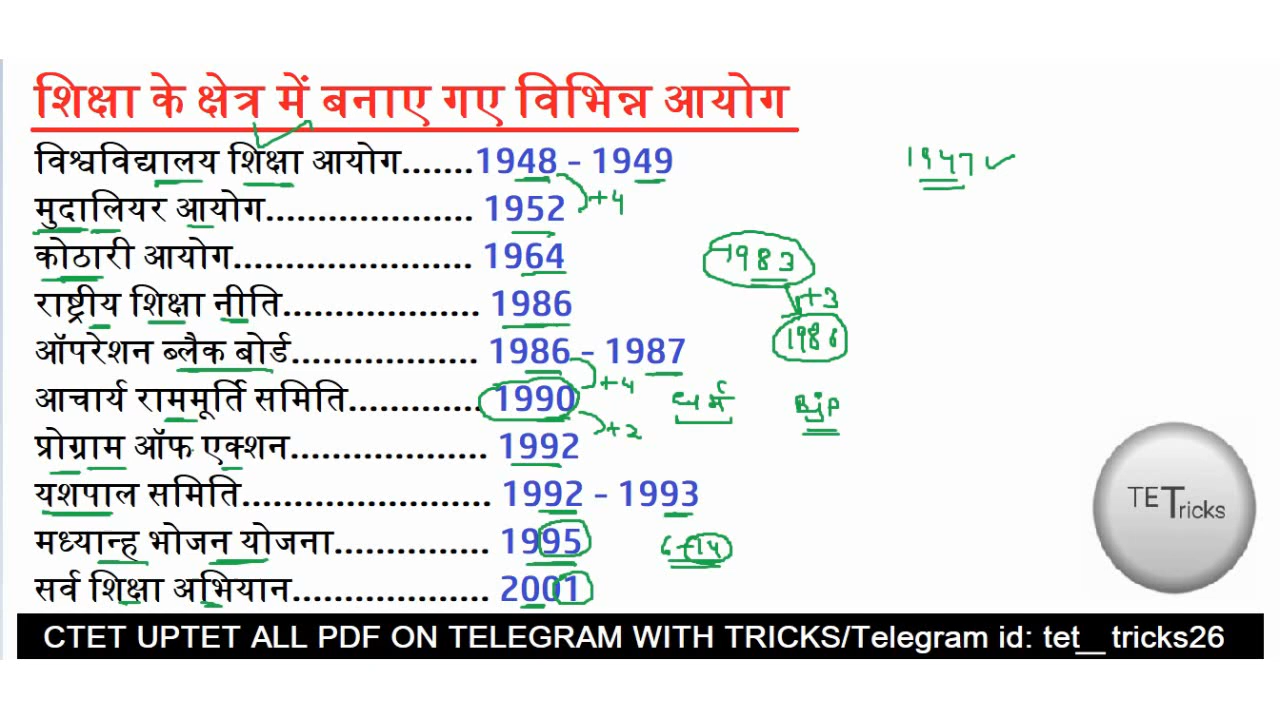 शिक्षा के क्षेत्र में बनाए गए विभिन्न आयोग
विश्वविद्यालय शिक्षा आयोग.......1948 - 1949
+4
1947
मुदालियर आयोग..................... 1952
कोठारी आयोग........................ 1964
1983
+3
राष्ट्रीय शिक्षा नीति.................... 1986
1986
ऑपरेशन ब्लैक बोर्ड................... 1986 - 1987
+4
आचार्य राममूर्ति समिति.............. 1990
धर्म
Bjp
+2
प्रोग्राम ऑफ एक्शन.................... 1992
यशपाल समिति......................... 1992 - 1993
मध्यान्ह भोजन योजना................ 1995
6-14
सर्व शिक्षा अभियान.................... 2001
TETricks
CTET UPTET ALL PDF ON TELEGRAM WITH TRICKS/Telegram id: tet__tricks26